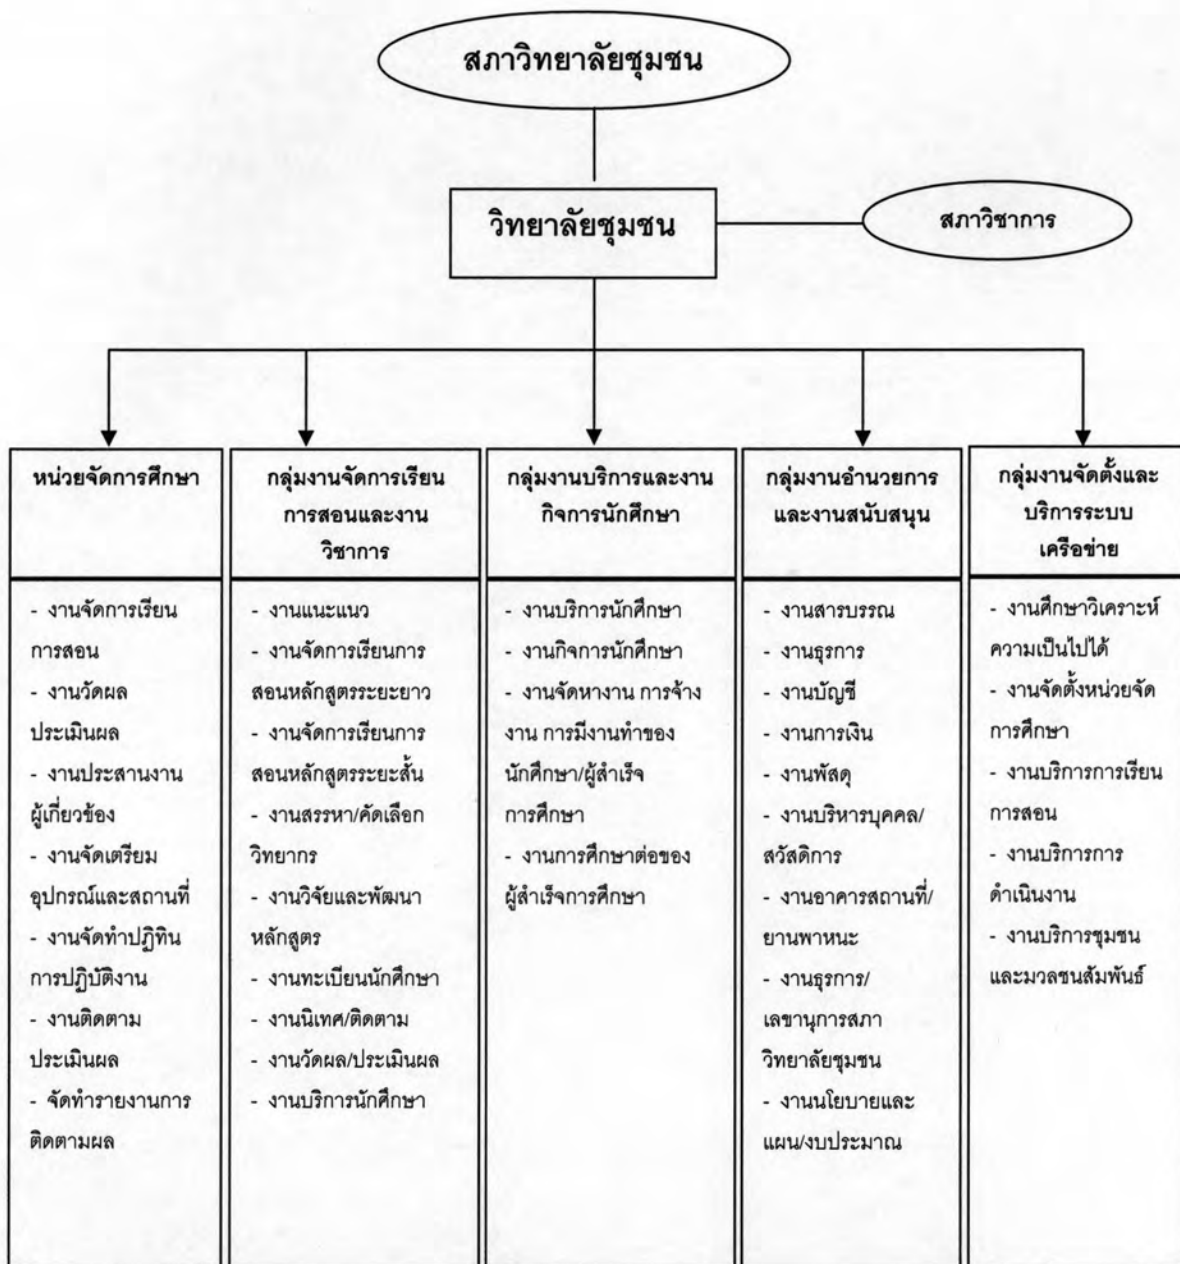 สภาวิทยาลัยชุมชน
วิทยาลัยชุมชน
สภาวิชาการ
หน่วยจัดการศึกษา
- งานจัดการเรียน
การสอน
- งานวัดผล
ประเมินผล
- งานประสานงาน
ผู้เกี่ยวข้อง
- งานจัดเตรียม
อุปกรณ์และสถานที่
- งานจัดทำปฏิทิน
การปฏิบัติงาน
- งานติดตาม
ประเมินผล
- จัดทำรายงานการ
ติดตามผล
กลุ่มงานจัดการเรียน
การสอนและงาน
วิชาการ
- งานแนะแนว
- งานจัดการเรียนการ
สอนหลักสูตรระยะยาว
- งานจัดการเรียนการ
สอนหลักสูตรระยะสั้น
- งานสรรหา/คัดเลือก
วิทยากร
- งานวิจัยและพัฒนา
หลักสูตร
- งานทะเบียนนักศึกษา
- งานนิเทศ/ติดตาม
- งานวัดผล/ประเมินผล
- งานบริการนักศึกษา
กลุ่มงานบริการและงาน
กิจการนักศึกษา
- งานบริการนักศึกษา
- งานกิจการนักศึกษา
- งานจัดหางาน การจ้าง
งาน การมีงานทำของ
นักศึกษา/ผู้สำเร็จ
การศึกษา
- งานการศึกษาต่อของ
ผู้สำเร็จการศึกษา
กลุ่มงานอำนวยการ
และงานสนับสนุน
- งานสารบรรณ
- งานธุรการ
- งานบัญชี
- งานการเงิน
- งานพัสดุ
- งานบริหารบุคคล/
สวัสดิการ
- งานอาคารสถานที่/
ยานพาหนะ
- งานธุรการ/
เลขานุการสภา
วิทยาลัยชุมชน
- งานนโยบายและ
แผน/งบประมาณ
กลุ่มงานจัดตั้งและ
บริการระบบ
เครือข่าย
- งานศึกษาวิเคราะห์
ความเป็นไปได้
- งานจัดตั้งหน่วยจัด
การศึกษา
- งานบริการการเรียน
การสอน
- งานบริการการ
ดำเนินงาน
- งานบริการชุมชน
และมวลชนสัมพันธ์